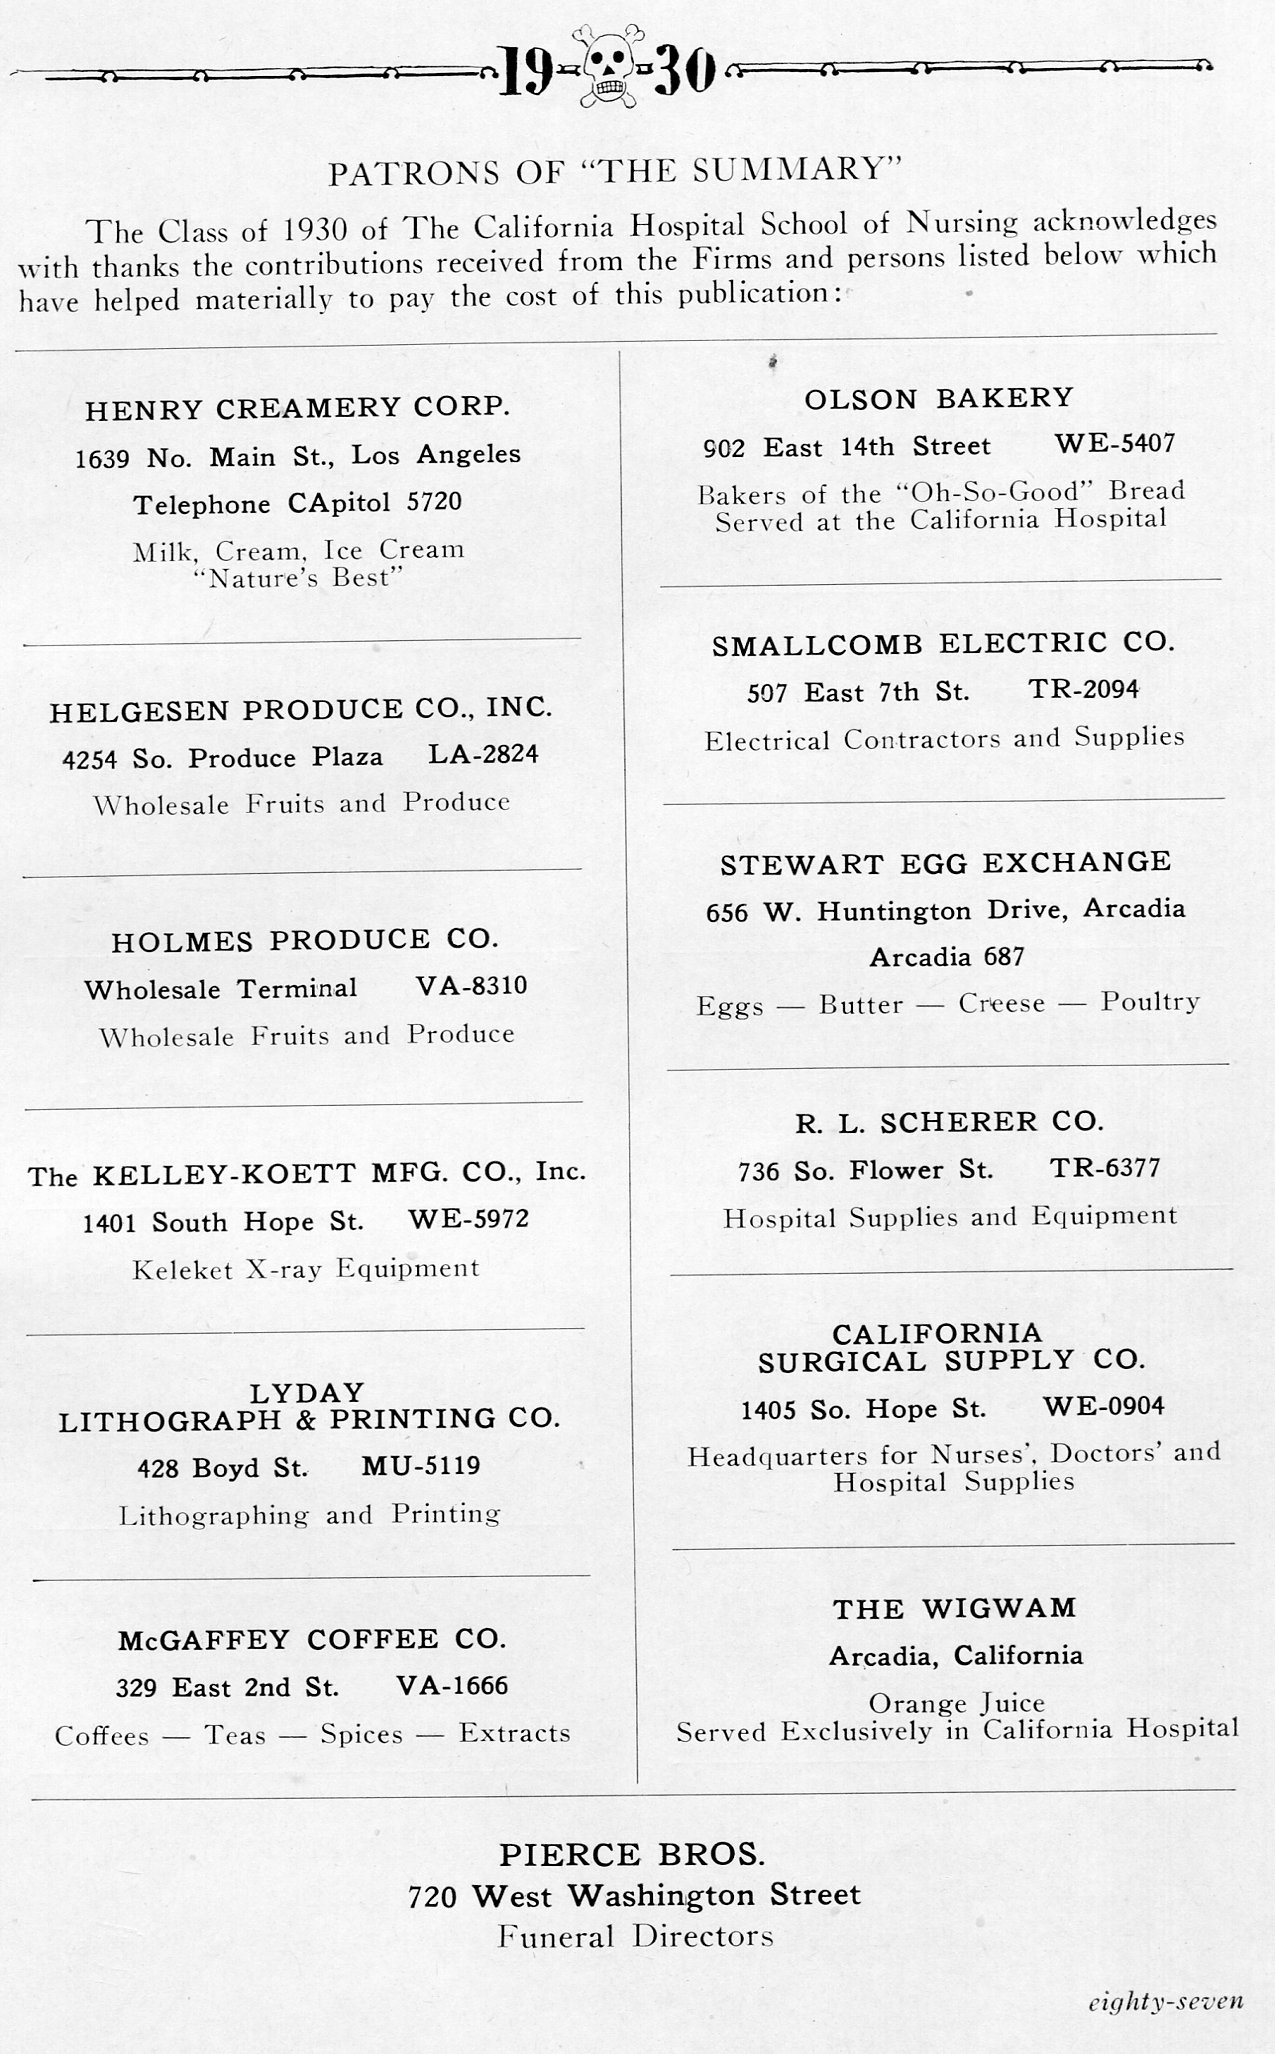 19 30
PATRONS OF “THE SUMMARY”
The Class of 1930 of The California Hospital School of Nursing acknowledges
with thanks the contributions received from the Firms and persons listed below which
have helped materially to pay the cost of this publication:
HENRY CREAMERY CORP.
1639 No. Main St., Los Angeles
Telephone CApitol 5720
Milk, Cream, Ice Cream
“Nature’s Best”
HELGESEN PRODUCE CO., INC.
4254 So. Produce Plaza LA-2824
Wholesale Fruits and Produce
HOLMES PRODUCE CO.
Wholesale Terminal VA-8310
Wholesale Fruits and Produce
The KELLEY-KOETT MFG. CO., Inc.
1401 South Hope St. WE-5972
Keleket X-ray Equipment
LYDAY
LITHOGRAPH & PRINTING CO.
428 Boyd St. MU-5119
Lithographing and Printing
McGAFFEY COFFEE CO.
329 East 2nd St. VA-1666
Coffees — Teas — Spices — Extracts
OLSON BAKERY
902 East 14th Street WE-5407
Bakers of the “Oh-So-Good” Bread
Served at the California Hospital
SMALLCOMB ELECTRIC CO.
507 East 7th St. TR-2094
Electrical Contractors and Supplies
STEWART EGG EXCHANGE
656 W. Huntington Drive, Arcadia
Arcadia 687
Eggs — Butter — Creese — Poultry
R. L. SCHERER CO.
736 So. Flower St. TR-6377
Hospital Supplies and Equipment
CALIFORNIA
SURGICAL SUPPLY CO.
1405 So. Hope St. WE-0904
Headquarters for Nurses’, Doctors’ and
Hospital Supplies
THE WIGWAM
Arcadia, California
Orange Juice
Served Exclusively in California Hospital
PIERCE BROS.
720 West Washington Street
Funeral Directors
eighty-seven